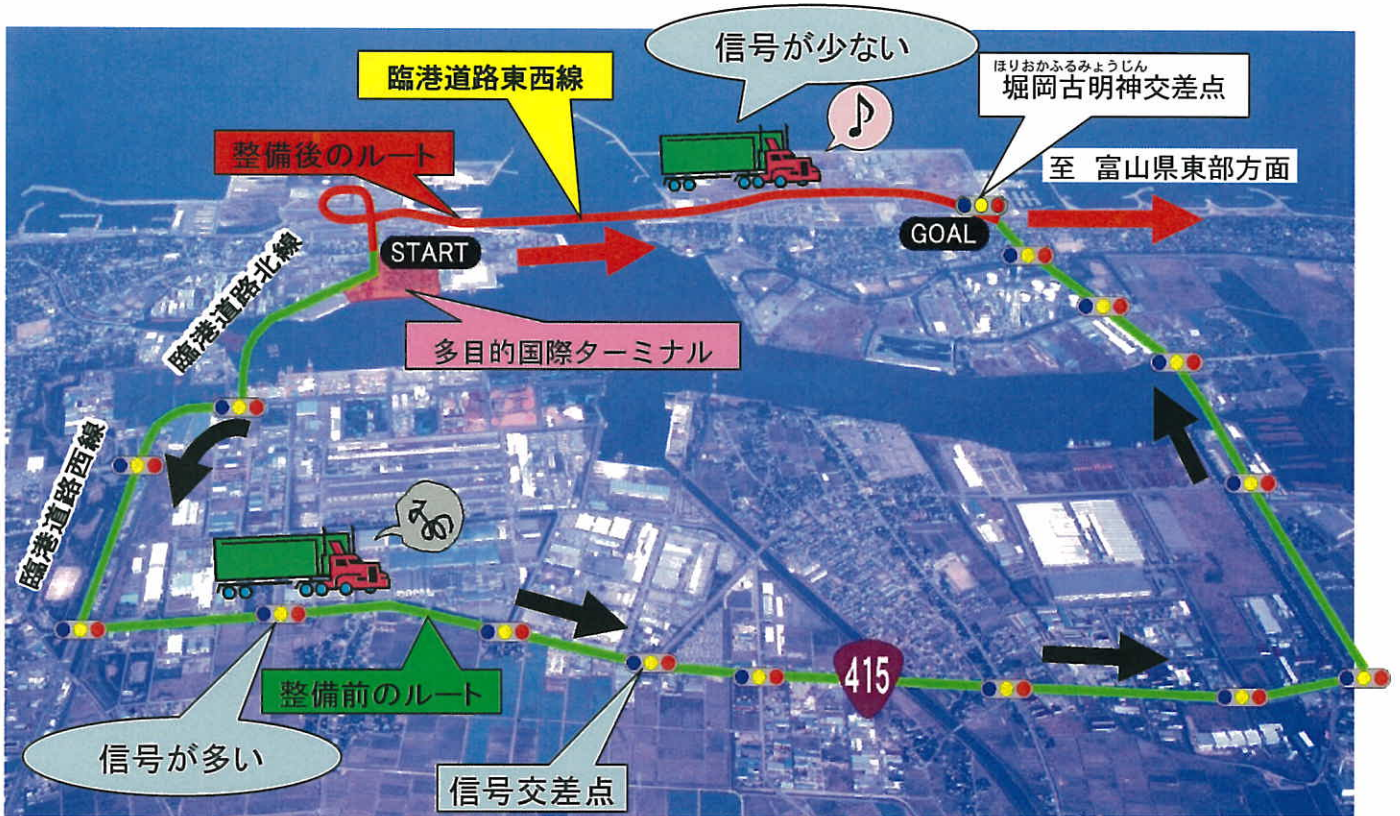 信号が少ない
臨港道路東西線
ほりおかふるみょうじん
堀岡古明神交差点
整備後のルート
至 富山県東部方面
START
GOAL
臨港道路北線
多目的国際ターミナル
臨港道路西線
415
整備前のルート
信号が多い
信号交差点